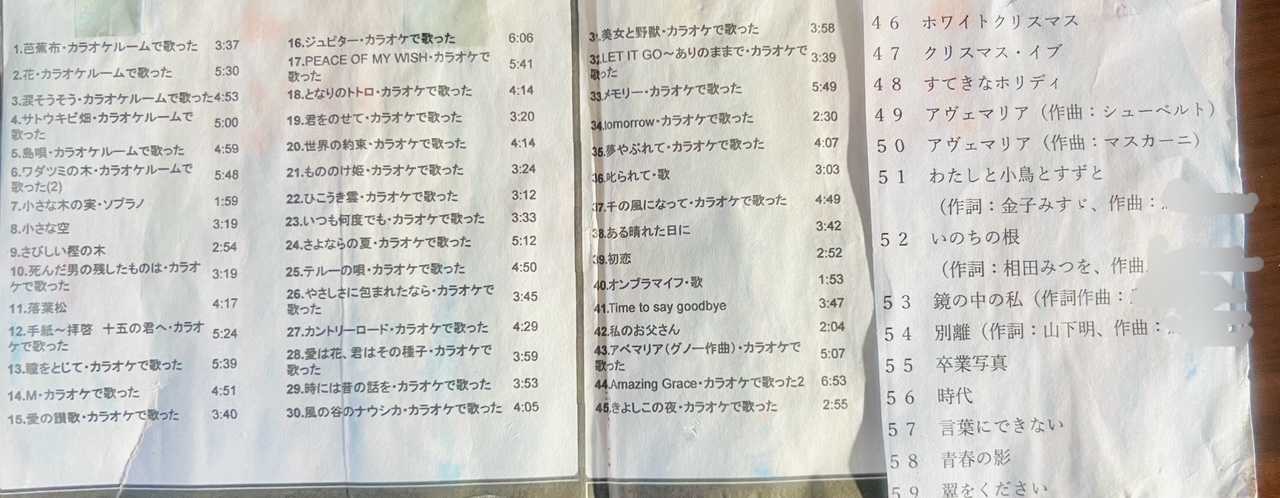 1.芭蕉布・カラオケルームで歌った 3:37
2.花・カラオケルームで歌った 5:30
3.涙そうそう・カラオケルームで歌った 4:53
4.サトウキビ畑・カラオケルームで
歌った 5:00
5.島唄・カラオケルームで歌った 4:59
6.ワダツミの木・カラオケルームで
歌った(2) 5:48
7.小さな木の実・ソプラノ 1:59
8.小さな空 3:19
9.さびしい樫の木 2:54
10.死んだ男の残したものは・カラオ
ケで歌った 3:19
11.落葉松 4:17
12.手紙～拝啓 十五の君へ・カラオ
ケで歌った 5:24
13.瞳をとじて・カラオケで歌った 5:39
14.M・カラオケで歌った 4:51
15.愛の讃歌・カラオケで歌った 3:40
16.ジュピター・カラオケで歌った 6:06
17.PEACE OF MY WISH・カラオケで
歌った 5:41
18.となりのトトロ・カラオケで歌った 4:14
19.君をのせて・カラオケで歌った 3:20
20.世界の約束・カラオケで歌った 4:14
21.もののけ姫・カラオケで歌った 3:24
22.ひこうき雲・カラオケで歌った 3:12
23.いつも何度でも・カラオケで歌った 3:33
24.さよならの夏・カラオケで歌った 5:12
25.テルーの唄・カラオケで歌った 4:50
26.やさしさに包まれたなら・カラオケ
で歌った 3:45
27.カントリーロード・カラオケで歌った 4:29
28.愛は花、君はその種子・カラオケで
歌った 3:59
29.時には昔の話を・カラオケで歌った 3:53
30.風の谷のナウシカ・カラオケで歌った 4:05
31.美女と野獣・カラオケで歌った 3:58
32.LET IT GO～ありのままで・カラオケで
歌った 3:39
33.メモリー・カラオケで歌った 5:49
34.tomorrow・カラオケで歌った 2:30
35.夢やぶれて・カラオケで歌った 4:07
36.叱られて・歌 3:03
37.千の風になって・カラオケで歌った 4:49
38.ある晴れた日に 3:42
39.初恋 2:52
40.オンブラマイフ・歌 1:53
41.Time to say goodbye 3:47
42.私のお父さん 2:04
43.アベマリア(グノー作曲)・カラオケで
歌った 5:07
44.Amazing Grace・カラオケで歌った2 6:53
45.きよしこの夜・カラオケで歌った 2:55
46 ホワイトクリスマス
47 クリスマス・イブ
48 すてきなホリデイ
49 アヴェマリア（作曲：シューベルト）
50 アヴェマリア（作曲：マスカーニ）
51 わたしと小鳥とすずと
（作詞：金子みすゞ、作曲：
52 いのちの根
（作詞：相田みつを、作曲
53 鏡の中の私（作詞作曲：
54 別離（作詞：山下明、作曲：
55 卒業写真
56 時代
57 言葉にできない
58 青春の影
59 翼をください